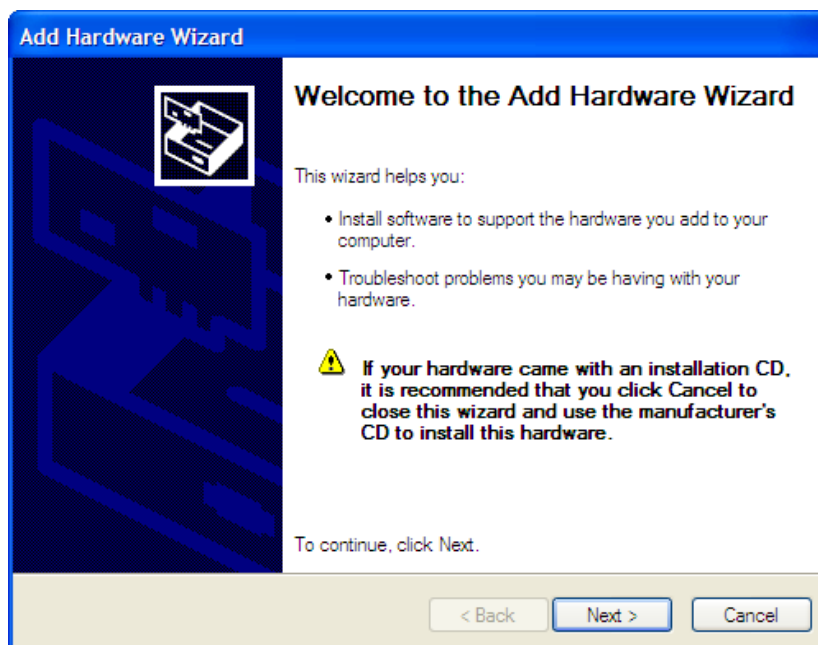 Add Hardware Wizard
Welcome to the Add Hardware Wizard
This wizard helps you:
• Install software to support the hardware you add to your
computer.
• Troubleshoot problems you may be having with your
hardware.
If your hardware came with an installation CD,
it is recommended that you click Cancel to
close this wizard and use the manufacturer's
CD to install this hardware.
To continue, click Next.
< Back Next > Cancel